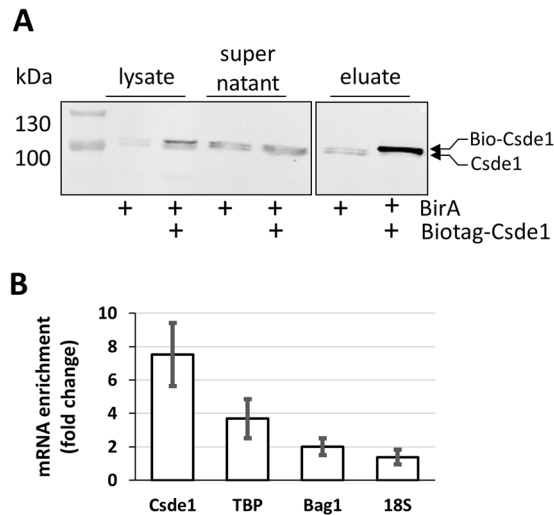 A
kDa
lysate
super
natant
eluate
130
100
Bio-Csde1
Csde1
+ + + + + + BirA
+ + + Biotag-Csde1
B
mRNA enrichment
(fold change)
10
8
6
4
2
0
Csde1 TBP Bag1 18S